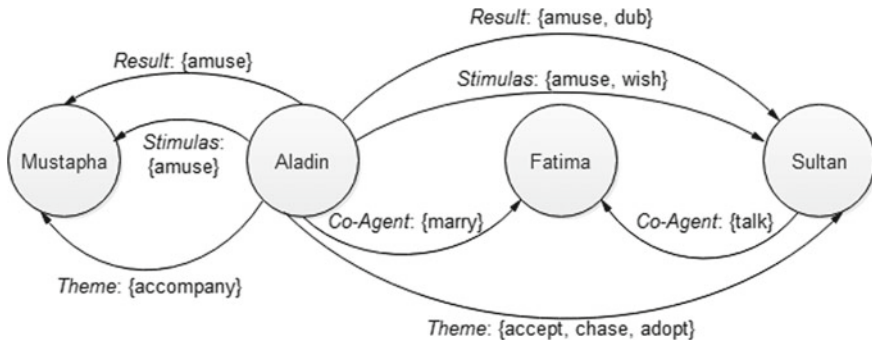 Result: {amuse, dub}
Result: {amuse}
Stimulas: {amuse, wish}
Stimulas:
{amuse}
Mustapha
Aladin
Fatima
Sultan
Co-Agent: {marry}
Co-Agent: {talk}
Theme: {accompany}
Theme: {accept, chase, adopt}